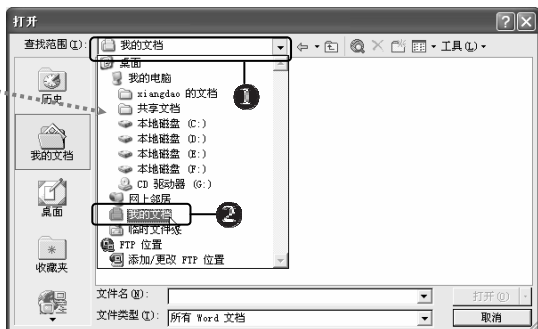 打开
查找范围(I):
我的文档
工具(L)
桌面
我的电脑
xiangdao 的文档
共享文档
本地磁盘 (C:)
本地磁盘 (D:)
本地磁盘 (E:)
本地磁盘 (F:)
CD 驱动器 (G:)
网上邻居
我的文档
临时文件夹
FTP 位置
添加/更改 FTP 位置
1
2
历史
我的文档
桌面
收藏夹
文件名(N):
打开(O)
文件类型(T):
所有 Word 文档
取消